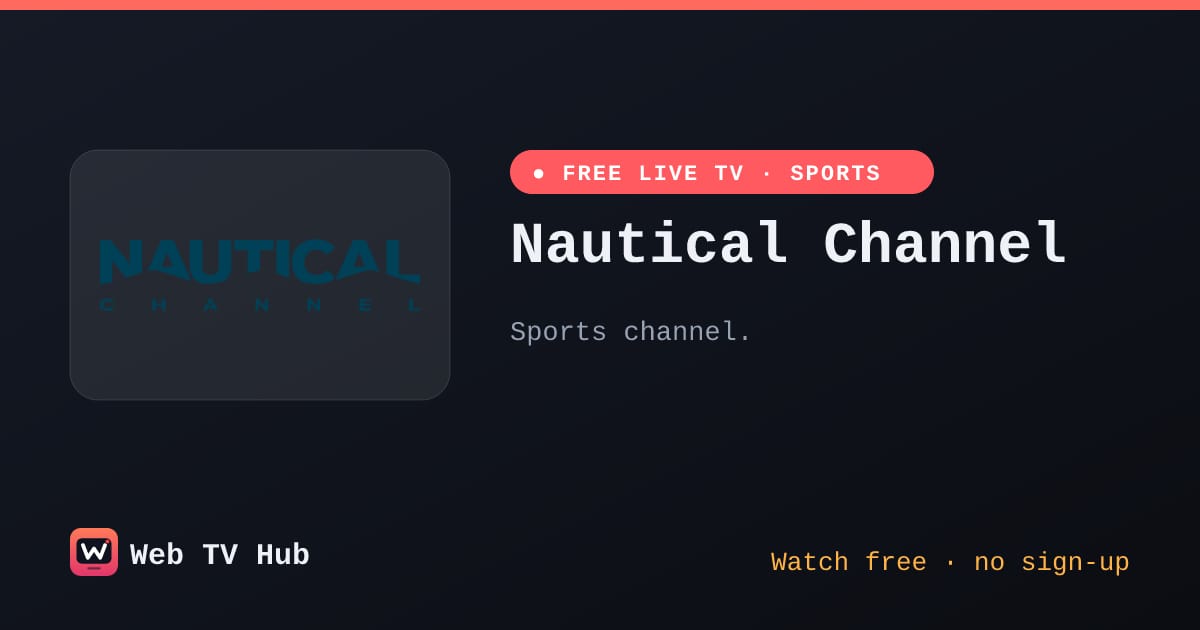 NAUTICAL
CHANNEL
● FREE LIVE TV · SPORTS
Nautical Channel
Sports channel.
W
Web TV Hub
Watch free · no sign-up